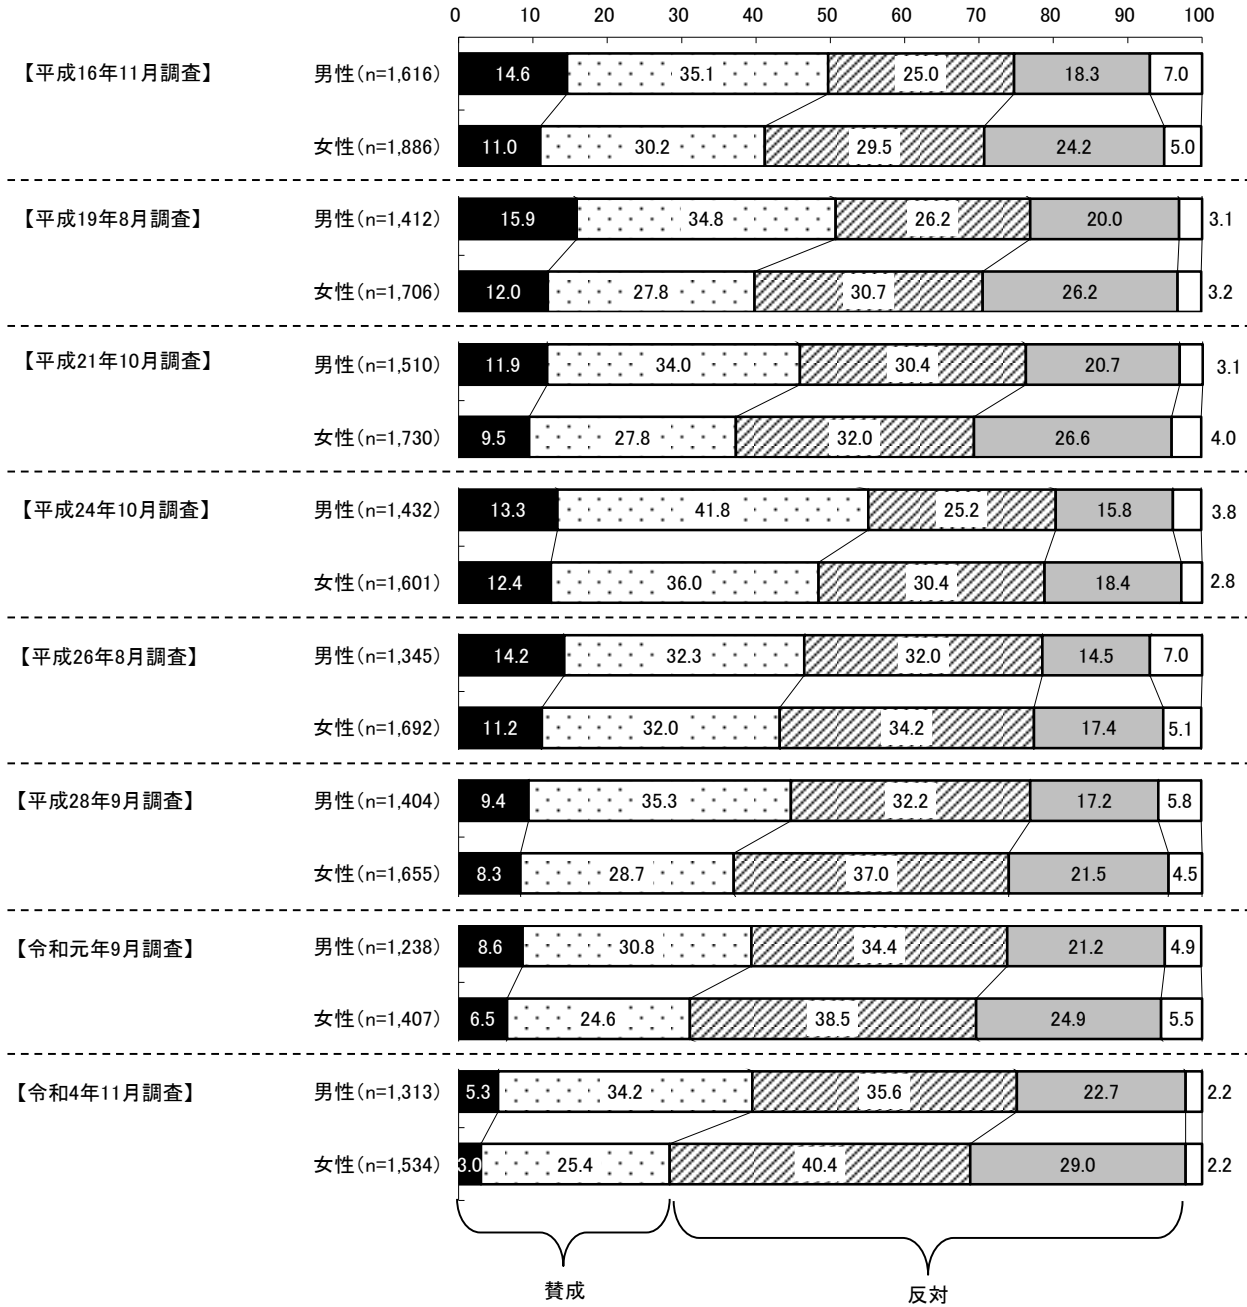 0 10 20 30 40 50 60 70 80 90 100
【平成16年11月調査】 男性(n=1,616) 14.6 35.1 25.0 18.3 7.0
女性(n=1,886) 11.0 30.2 29.5 24.2 5.0
【平成19年8月調査】 男性(n=1,412) 15.9 34.8 26.2 20.0 3.1
女性(n=1,706) 12.0 27.8 30.7 26.2 3.2
【平成21年10月調査】 男性(n=1,510) 11.9 34.0 30.4 20.7 3.1
女性(n=1,730) 9.5 27.8 32.0 26.6 4.0
【平成24年10月調査】 男性(n=1,432) 13.3 41.8 25.2 15.8 3.8
女性(n=1,601) 12.4 36.0 30.4 18.4 2.8
【平成26年8月調査】 男性(n=1,345) 14.2 32.3 32.0 14.5 7.0
女性(n=1,692) 11.2 32.0 34.2 17.4 5.1
【平成28年9月調査】 男性(n=1,404) 9.4 35.3 32.2 17.2 5.8
女性(n=1,655) 8.3 28.7 37.0 21.5 4.5
【令和元年9月調査】 男性(n=1,238) 8.6 30.8 34.4 21.2 4.9
女性(n=1,407) 6.5 24.6 38.5 24.9 5.5
【令和4年11月調査】 男性(n=1,313) 5.3 34.2 35.6 22.7 2.2
女性(n=1,534) 3.0 25.4 40.4 29.0 2.2
賛成 反対